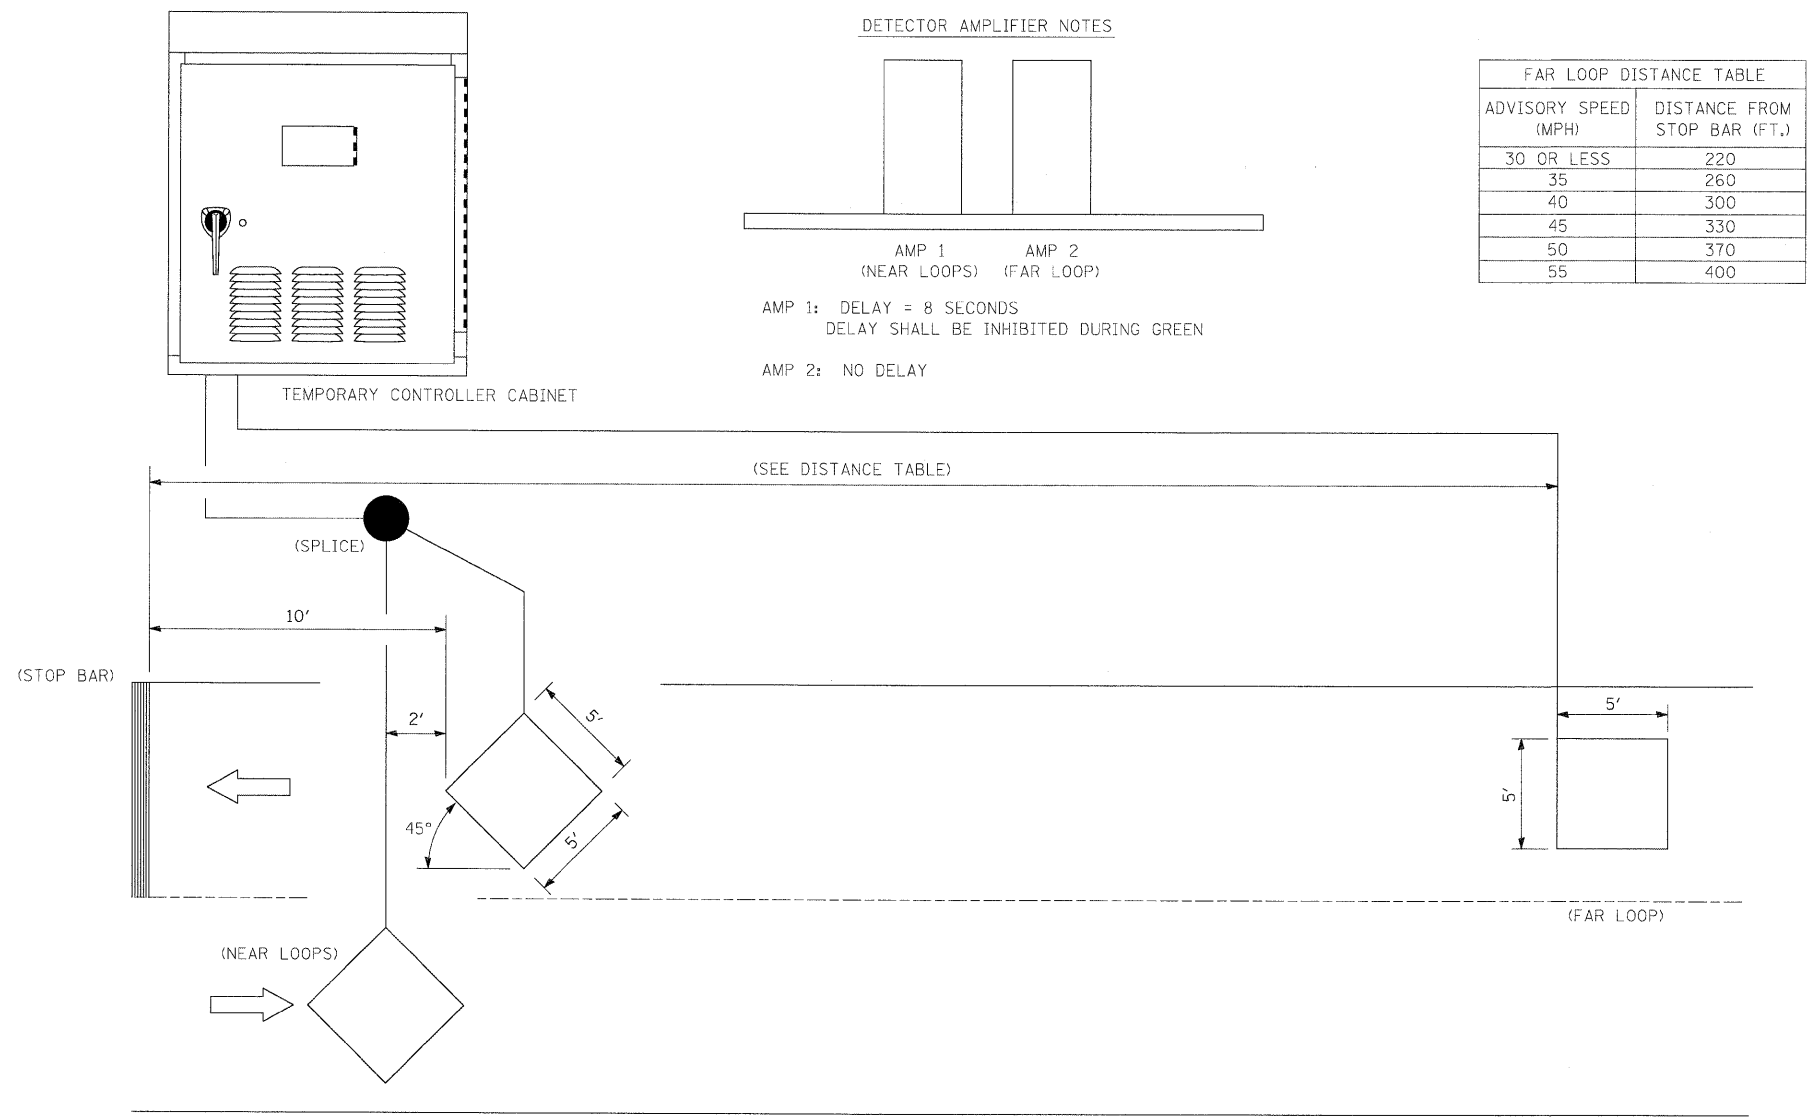 DETECTOR AMPLIFIER NOTES
AMP 1
(NEAR LOOPS)
AMP 2
(FAR LOOP)
AMP 1: DELAY = 8 SECONDS
DELAY SHALL BE INHIBITED DURING GREEN
AMP 2: NO DELAY
FAR LOOP DISTANCE TABLE
ADVISORY SPEED (MPH) DISTANCE FROM STOP BAR (FT.)
30 OR LESS 220
35 260
40 300
45 330
50 370
55 400
TEMPORARY CONTROLLER CABINET
(SEE DISTANCE TABLE)
(SPLICE)
10'
(STOP BAR)
2'
5'
5'
45°
5'
5'
(FAR LOOP)
(NEAR LOOPS)